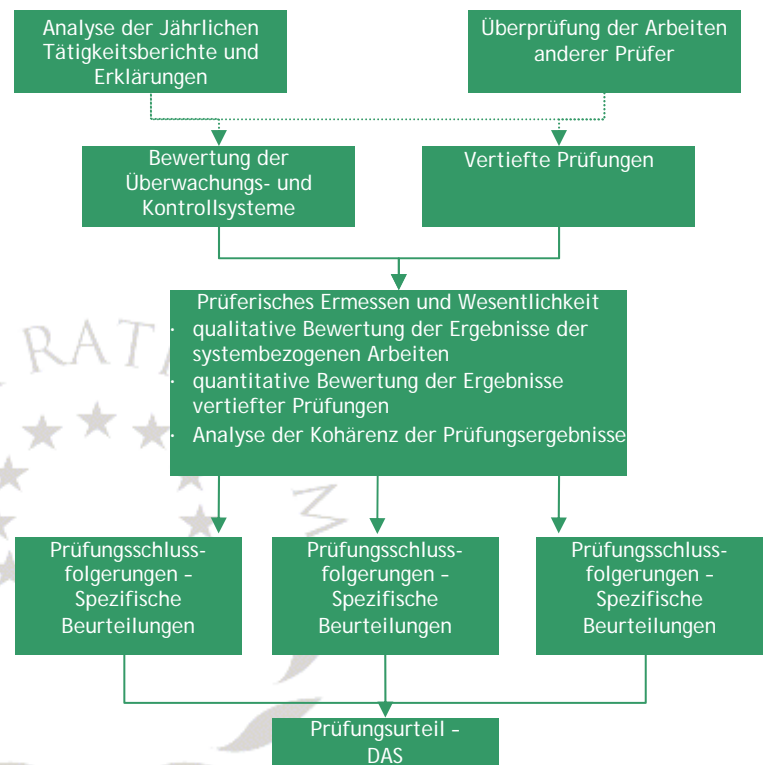 Analyse der Jährlichen
Tätigkeitsberichte und
Erklärungen
Überprüfung der Arbeiten
anderer Prüfer
Bewertung der
Überwachungs- und
Kontrollsysteme
Vertiefte Prüfungen
Prüferisches Ermessen und Wesentlichkeit
· qualitative Bewertung der Ergebnisse der
systembezogenen Arbeiten
· quantitative Bewertung der Ergebnisse
vertiefter Prüfungen
· Analyse der Kohärenz der Prüfungsergebnisse
Prüfungsschluss-
folgerungen –
Spezifische
Beurteilungen
Prüfungsschluss-
folgerungen –
Spezifische
Beurteilungen
Prüfungsschluss-
folgerungen –
Spezifische
Beurteilungen
Prüfungsurteil –
DAS